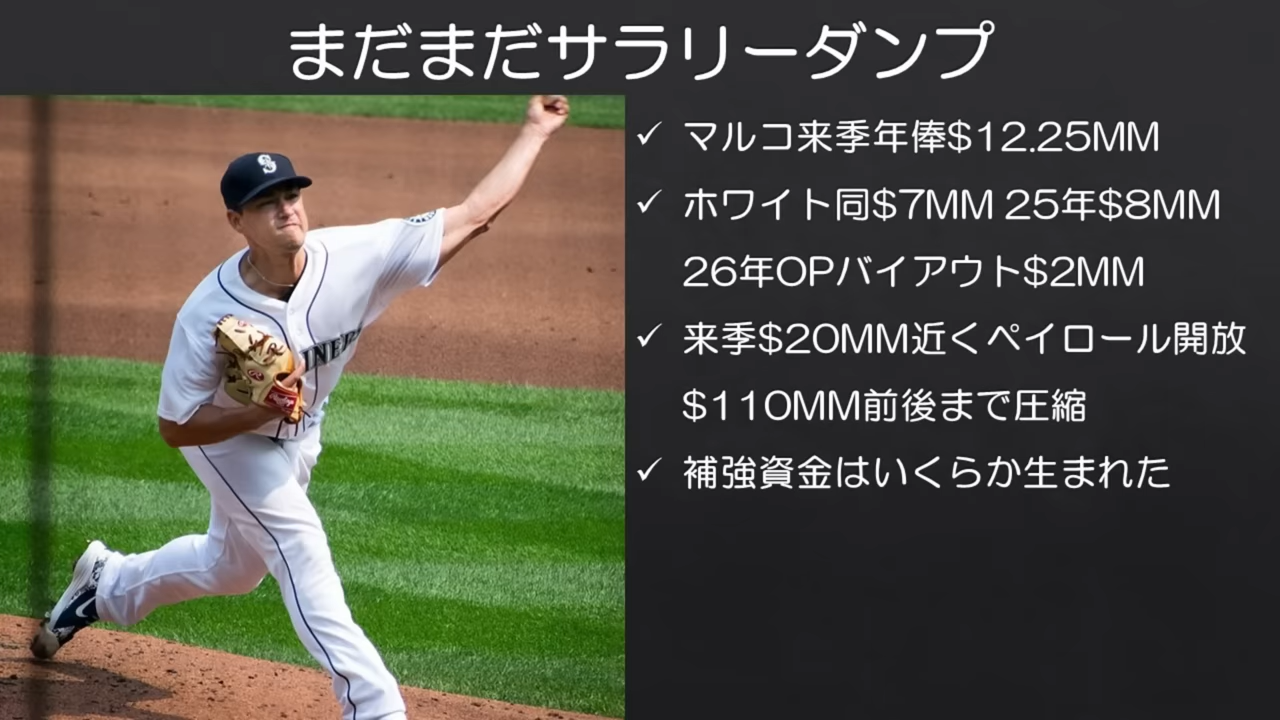 まだまだサラリーダンプ
✓ マルコ来季年俸$12.25MM
✓ ホワイト同$7MM 25年$8MM
26年OPバイアウト$2MM
✓ 来季$20MM近くペイロール開放
$110MM前後まで圧縮
✓ 補強資金はいくらか生まれた
S
INER